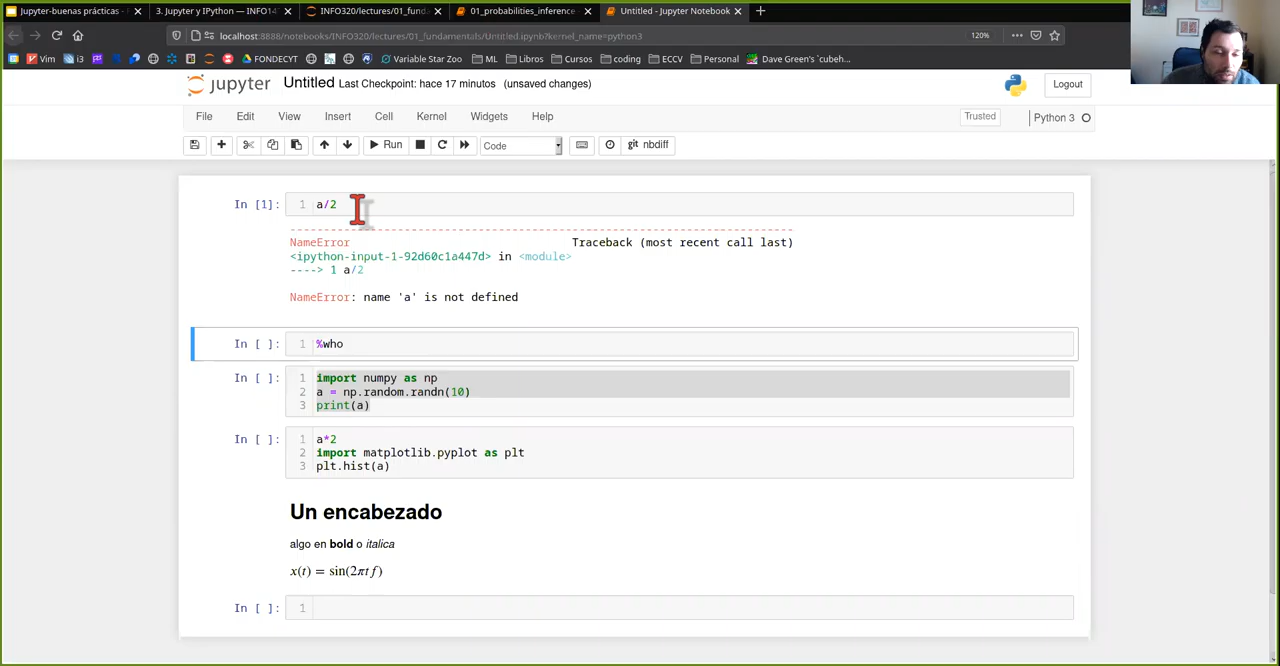 Jupyter-buenas prácticas -
3. Jupyter y IPython — INFO14
INFO320/lectures/01_fund
01_probabilities_inference
Untitled - Jupyter Notebook
localhost:8888/notebooks/INFO320/lectures/01_fundamentals/Untitled.ipynb?kernel_name=python3
120%
Vim
i3
FONDECYT
Variable Star Zoo
ML
Libros
Cursos
coding
ECCV
Personal
Dave Green's `cubeh…
jupyter Untitled Last Checkpoint: hace 17 minutos (unsaved changes)
Logout
File Edit View Insert Cell Kernel Widgets Help
Trusted
Python 3
Run
Code
git nbdiff
In [1]: 1 a/2
NameError Traceback (most recent call last)
<ipython-input-1-92d60c1a447d> in <module>
----> 1 a/2
NameError: name 'a' is not defined
In [ ]: 1 %who
In [ ]: 1 import numpy as np
2 a = np.random.randn(10)
3 print(a)
In [ ]: 1 a*2
2 import matplotlib.pyplot as plt
3 plt.hist(a)
Un encabezado
algo en bold o italica
x(t) = sin(2πtf)
In [ ]: 1